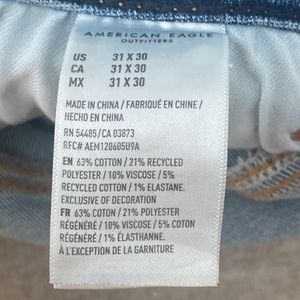 AMERICAN EAGLE
OUTFITTERS
US 31 X 30
CA 31 X 30
MX 31 X 30
MADE IN CHINA / FABRIQUÉ EN CHINE /
HECHO EN CHINA
RN 54485/CA 03873
RFC# AEM120605U9A
EN 63% COTTON / 21% RECYCLED
POLYESTER / 10% VISCOSE / 5%
RECYCLED COTTON / 1% ELASTANE.
EXCLUSIVE OF DECORATION
FR 63% COTON / 21% POLYESTER
RÉGÉNÉRÉ / 10% VISCOSE / 5% COTON
RÉGÉNÉRÉ / 1% ÉLASTHANNE.
À L'EXCEPTION DE LA GARNITURE